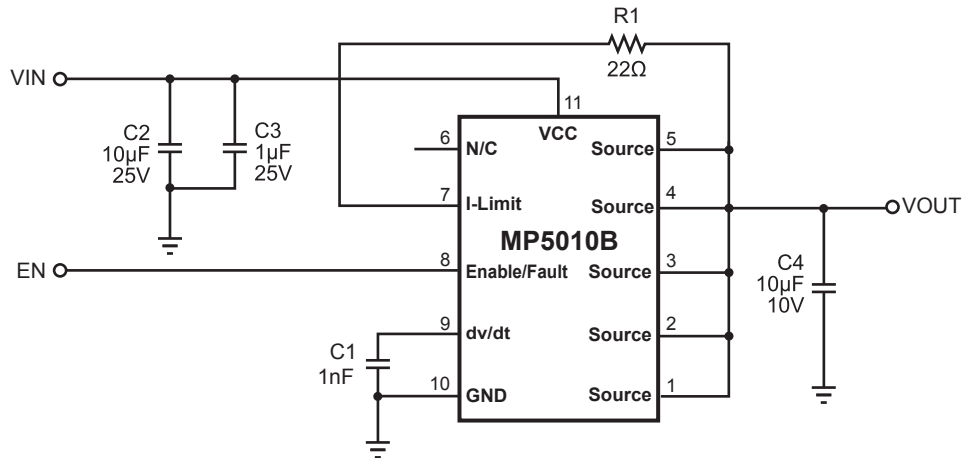 R1
22Ω
VIN
C2
10µF
25V
C3
1µF
25V
11
VCC
6
N/C
Source
5
7
I-Limit
Source
4
VOUT
MP5010B
EN
8
Enable/Fault
Source
3
C4
10µF
10V
9
dv/dt
Source
2
C1
1nF
10
GND
Source
1